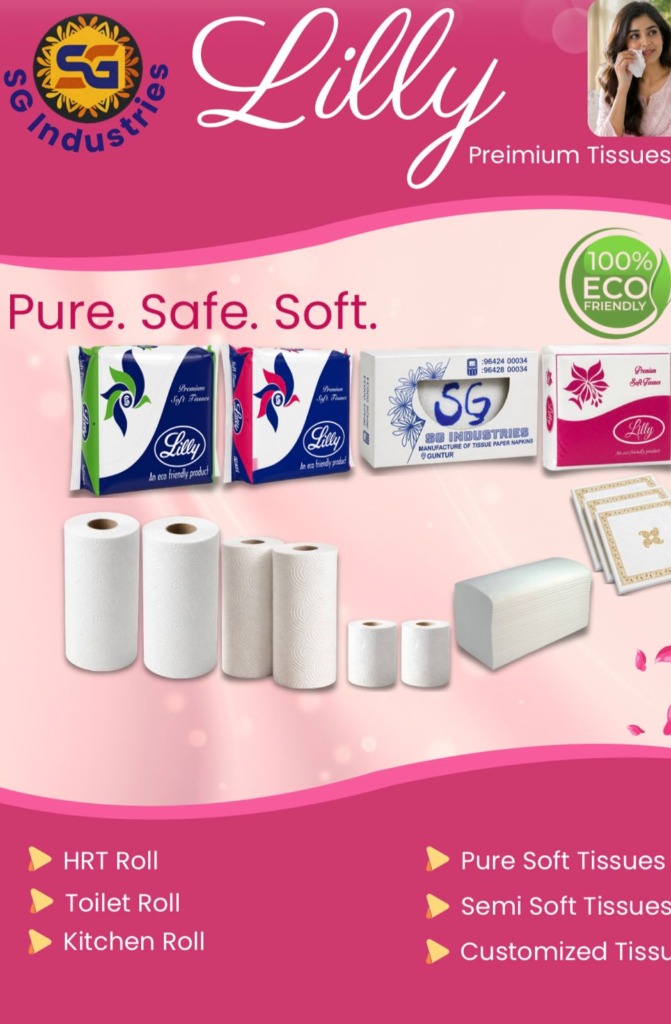 SG
SG Industries
Lilly
Preimium Tissues
100%
ECO
FRIENDLY
Pure. Safe. Soft.
Premium
Soft Tissues
Lilly
An eco friendly product
Premium
Soft Tissues
Lilly
An eco friendly product
:96424 00034
:96428 00034
SG
SG INDUSTRIES
MANUFACTURE OF TISSUE PAPER NAPKINS
GUNTUR
Premium
Soft Tissues
Lilly
An eco friendly product
HRT Roll
Toilet Roll
Kitchen Roll
Pure Soft Tissues
Semi Soft Tissues
Customized Tissu